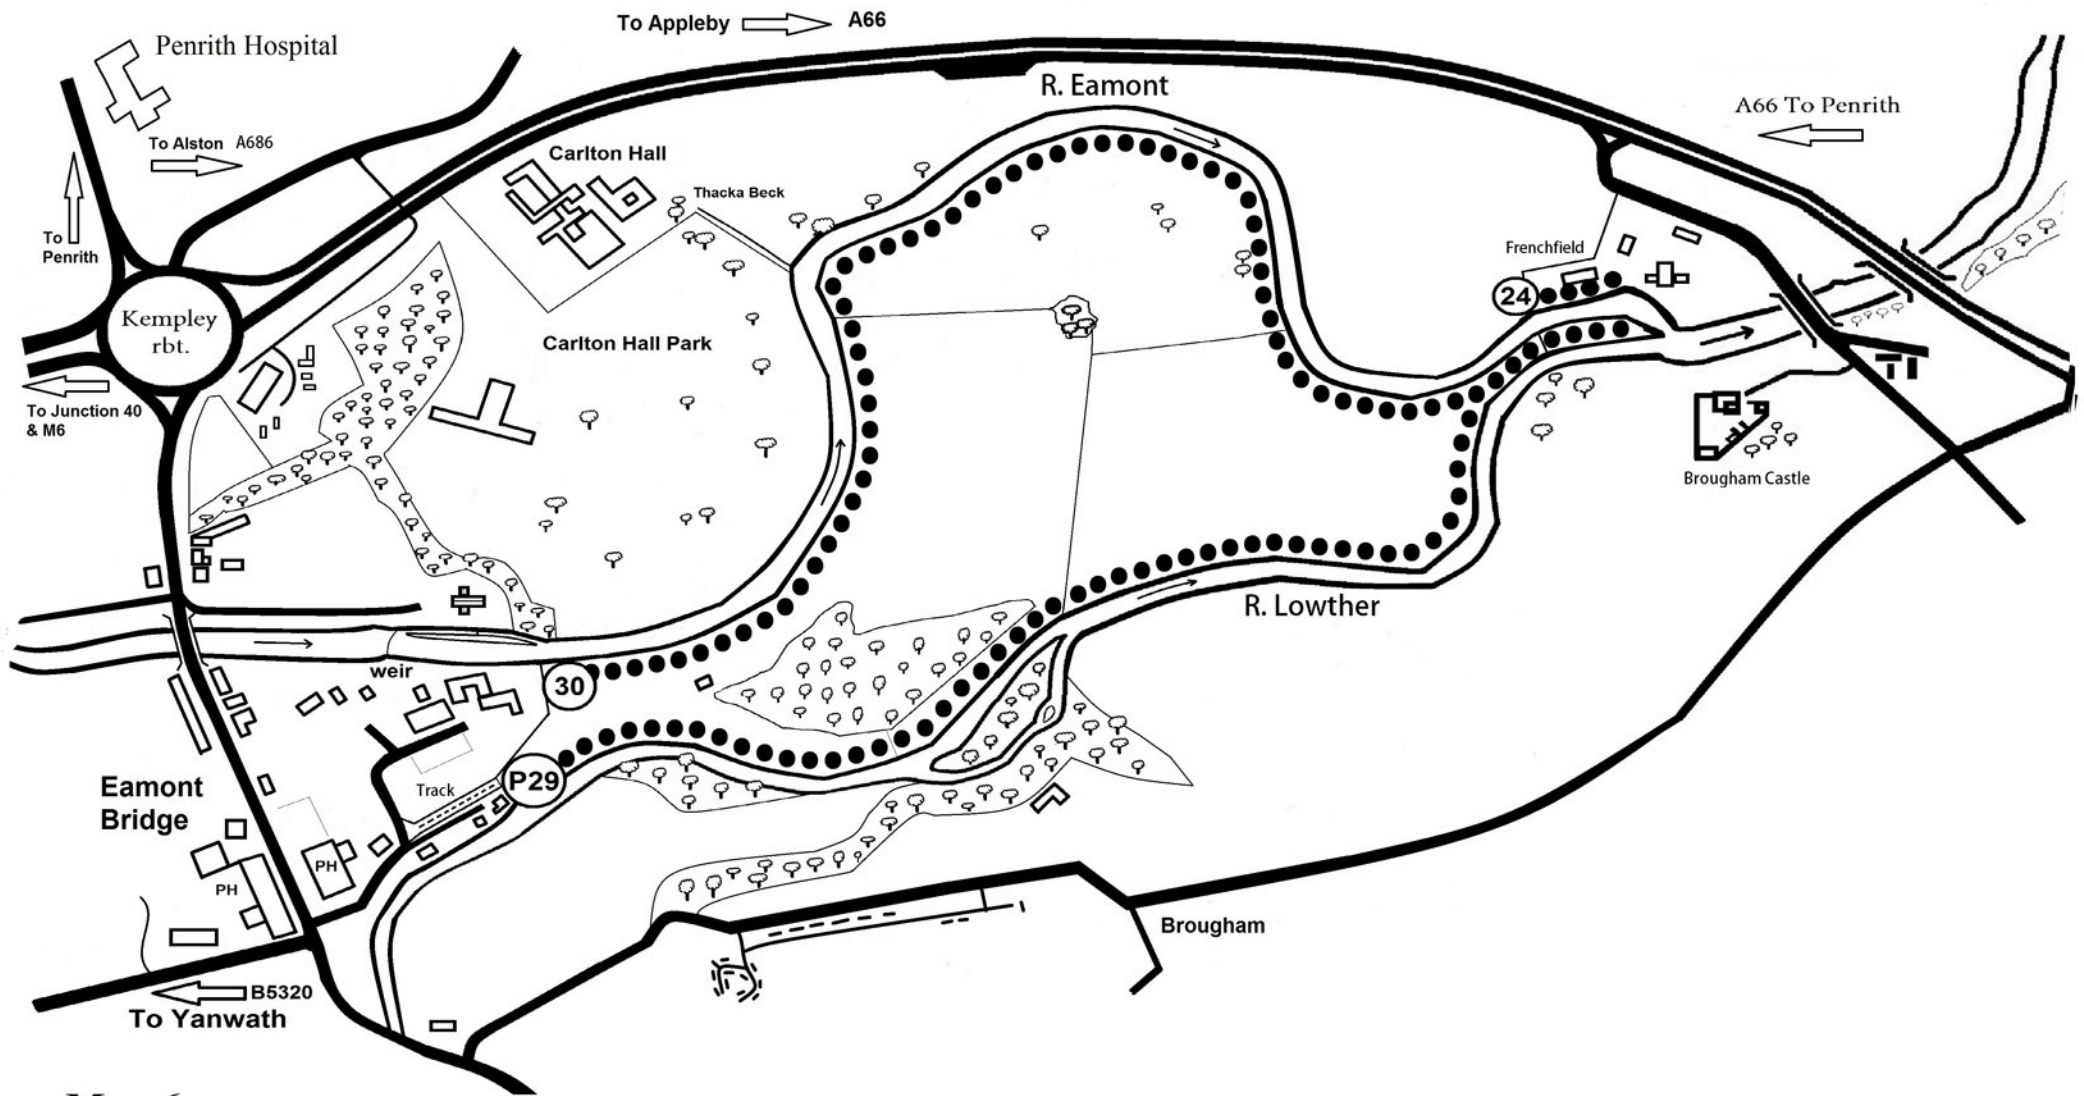 To Appleby
A66
Penrith Hospital
R. Eamont
A66 To Penrith
To Alston A686
Carlton Hall
Thacka Beck
To
Penrith
Frenchfield
24
Kempley
rbt.
Carlton Hall Park
To Junction 40
& M6
Brougham Castle
R. Lowther
weir
30
P29
Track
Eamont
Bridge
PH
PH
Brougham
B5320
To Yanwath